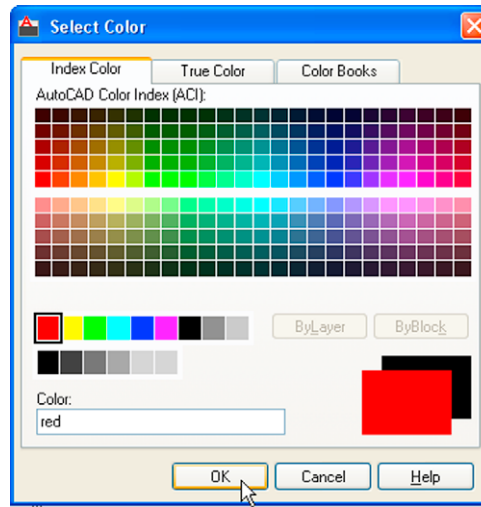 Select Color
Index Color True Color Color Books
AutoCAD Color Index (ACI):
ByLayer ByBlock
Color:
red
OK Cancel Help